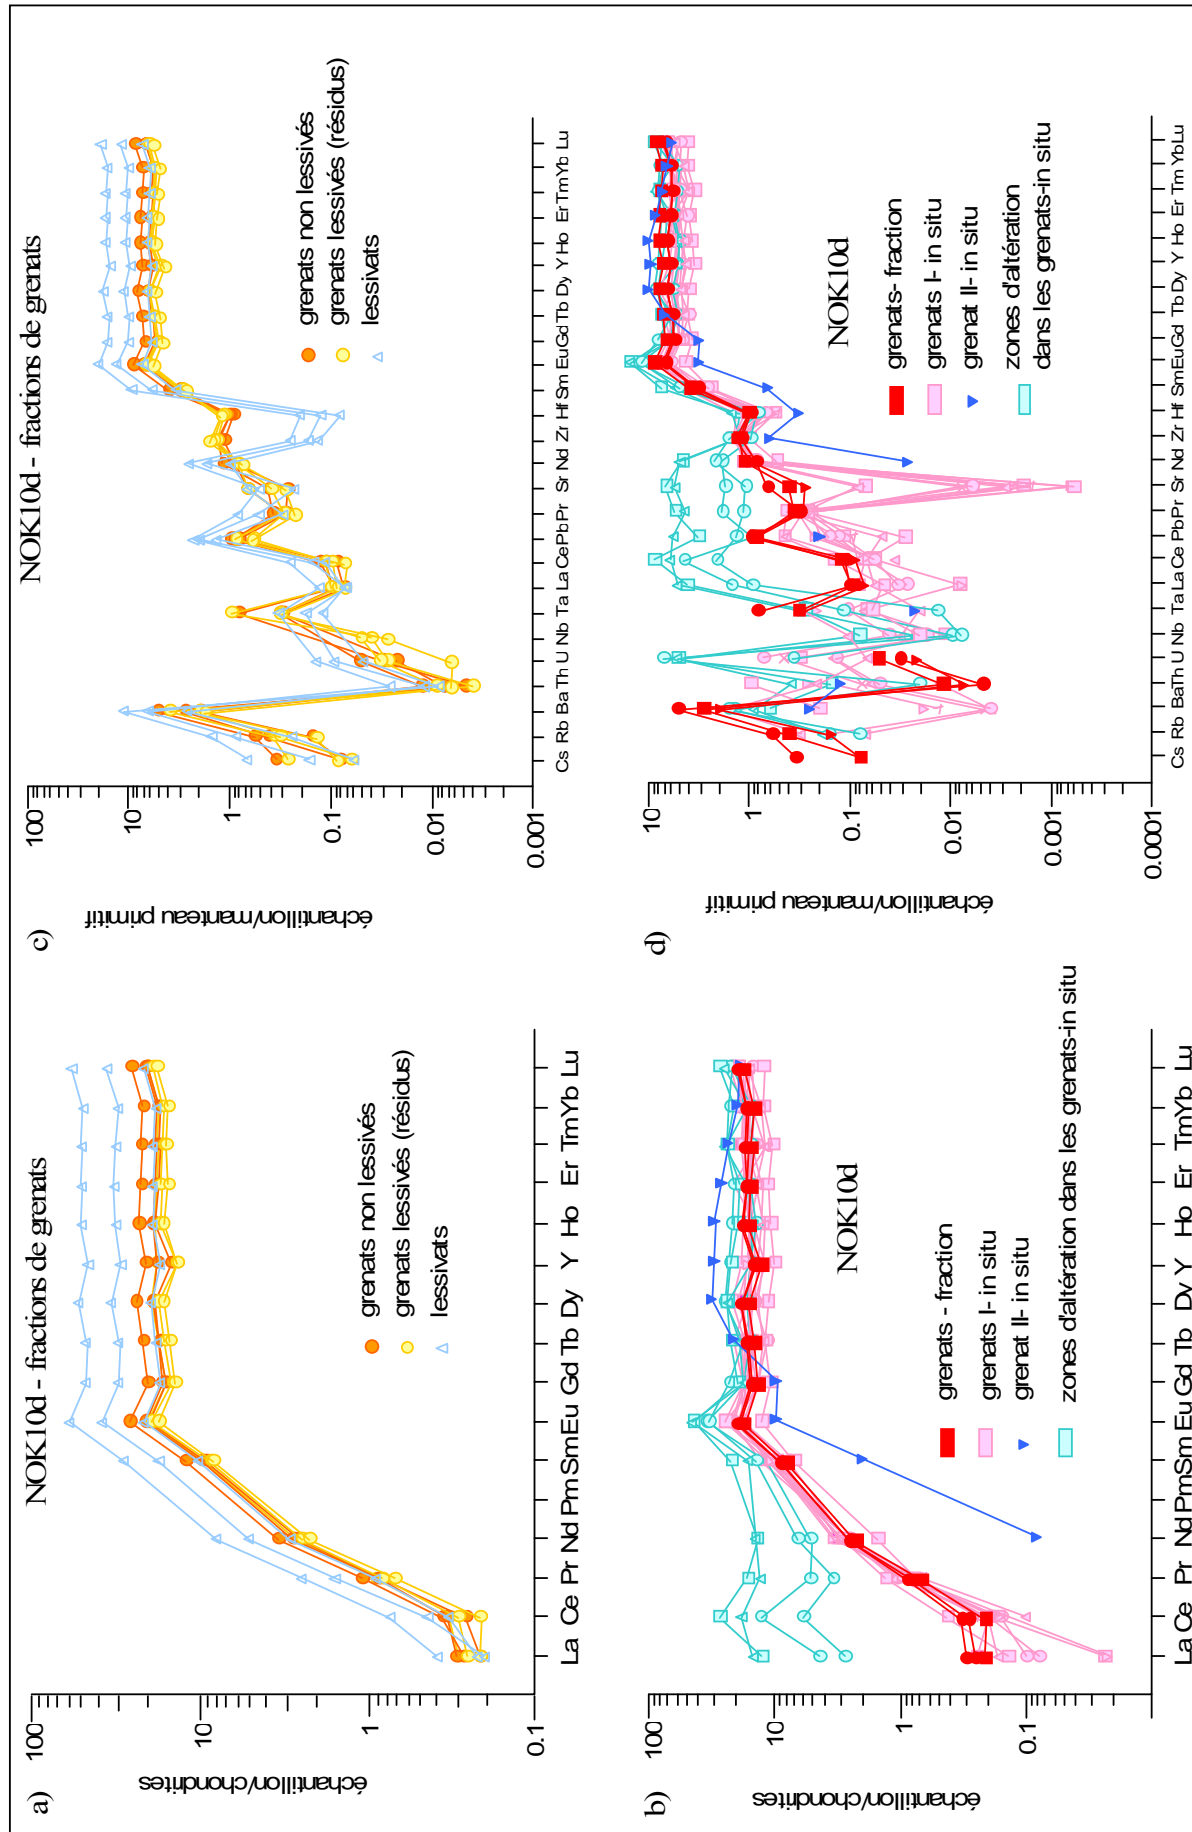 a)
NOK10d - fractions de grenats
échantillon/chondrites
100
10
1
0.1
La Ce Pr Nd Pm Sm Eu Gd Tb Dy Y Ho Er Tm Yb Lu
grenats non lessivés
grenats lessivés (résidus)
lessivats
c)
NOK10d - fractions de grenats
échantillon/manteau primitif
100
10
1
0.1
0.01
0.001
Cs Rb Ba Th U Nb Ta La Ce Pb Pr Sr Nd Zr Hf Sm Eu Gd Tb Dy Y Ho Er Tm Yb Lu
grenats non lessivés
grenats lessivés (résidus)
lessivats
b)
échantillon/chondrites
100
10
1
0.1
La Ce Pr Nd Pm Sm Eu Gd Tb Dy Y Ho Er Tm Yb Lu
NOK10d
grenats - fraction
grenats I- in situ
grenat II- in situ
zones d'altération dans les grenats-in situ
d)
échantillon/manteau primitif
10
1
0.1
0.01
0.001
0.0001
Cs Rb Ba Th U Nb Ta La Ce Pb Pr Sr Nd Zr Hf Sm Eu Gd Tb Dy Y Ho Er Tm Yb Lu
NOK10d
grenats- fraction
grenats I- in situ
grenat II- in situ
zones d'altération
dans les grenats-in situ